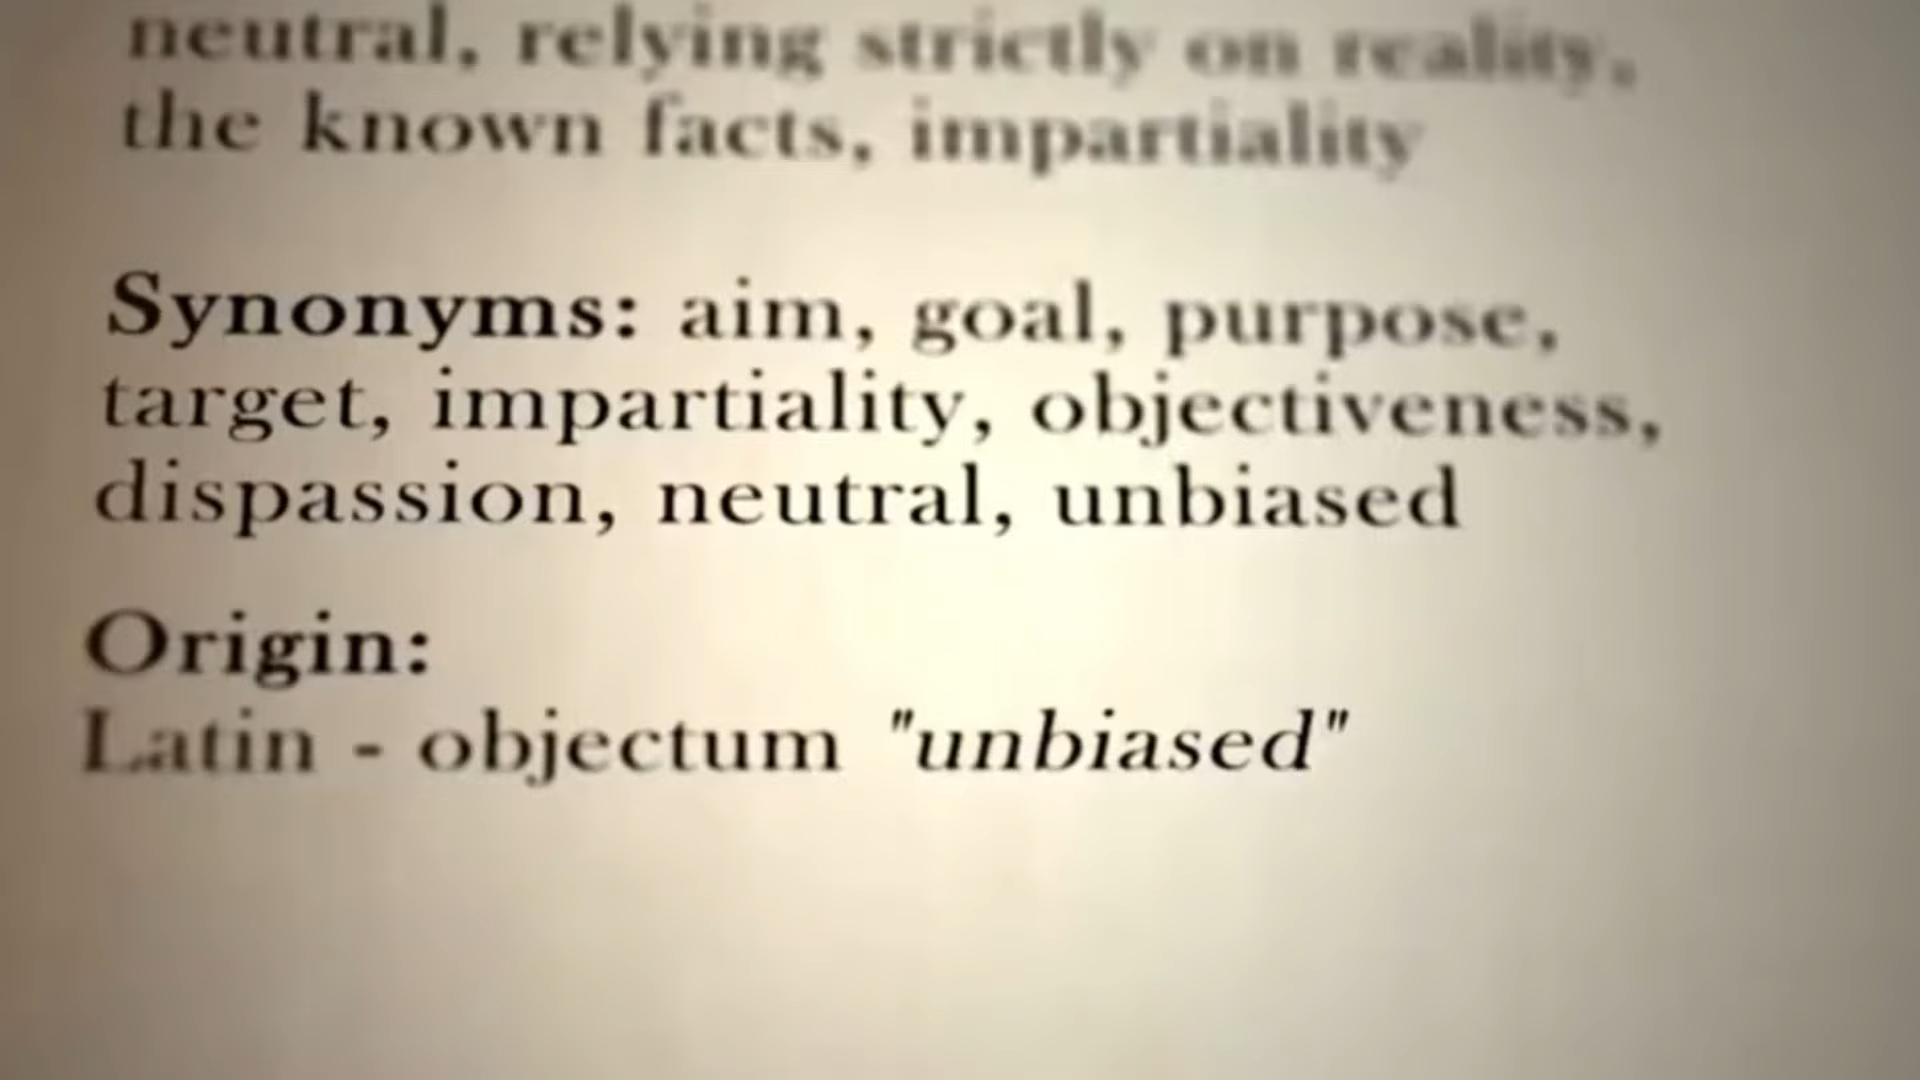 neutral, relying strictly on reality,
the known facts, impartiality
Synonyms: aim, goal, purpose,
target, impartiality, objectiveness,
dispassion, neutral, unbiased
Origin:
Latin - objectum "unbiased"